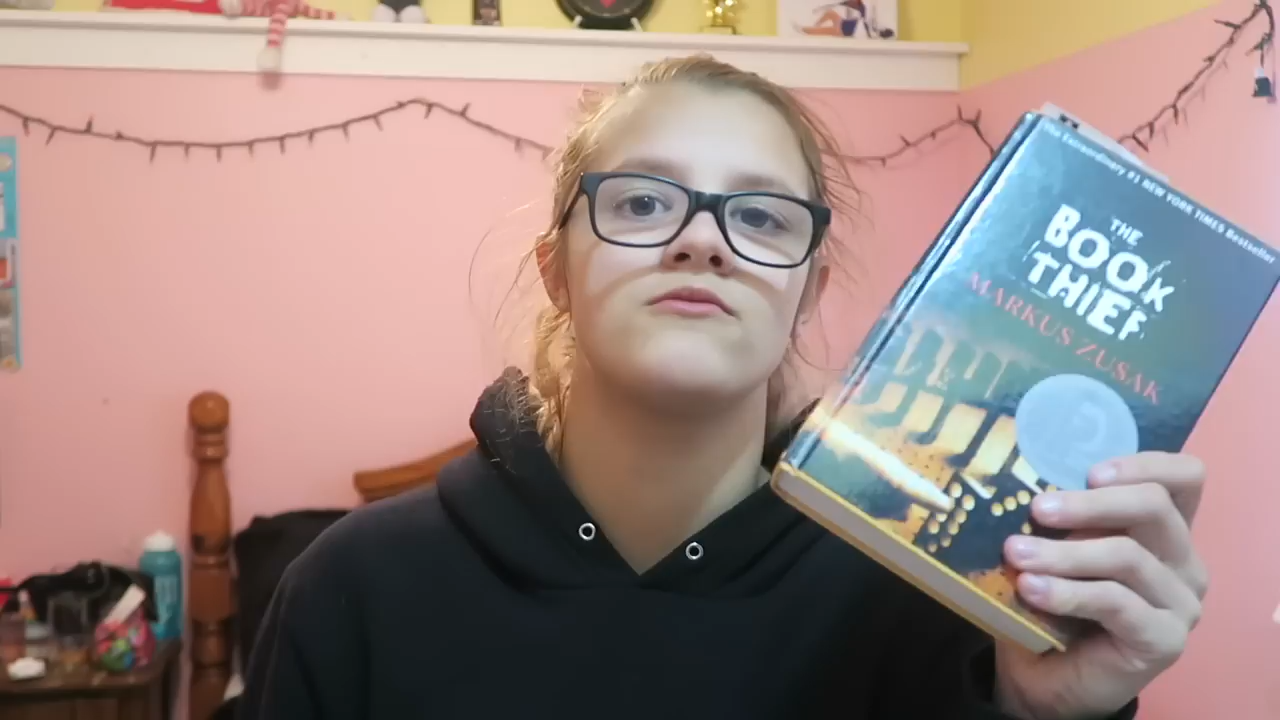 The Extraordinary #1 NEW YORK TIMES Bestseller
THE
BOOK
THIEF
MARKUS ZUSAK